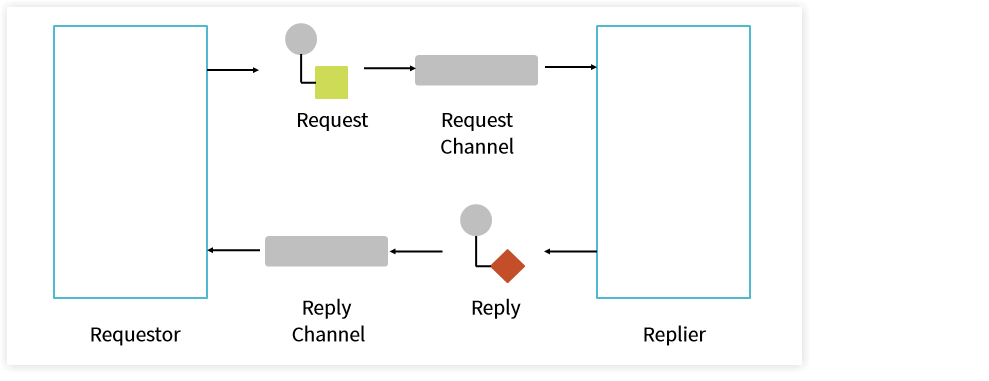 Request
Request
Channel
Reply
Channel
Reply
Requestor
Replier